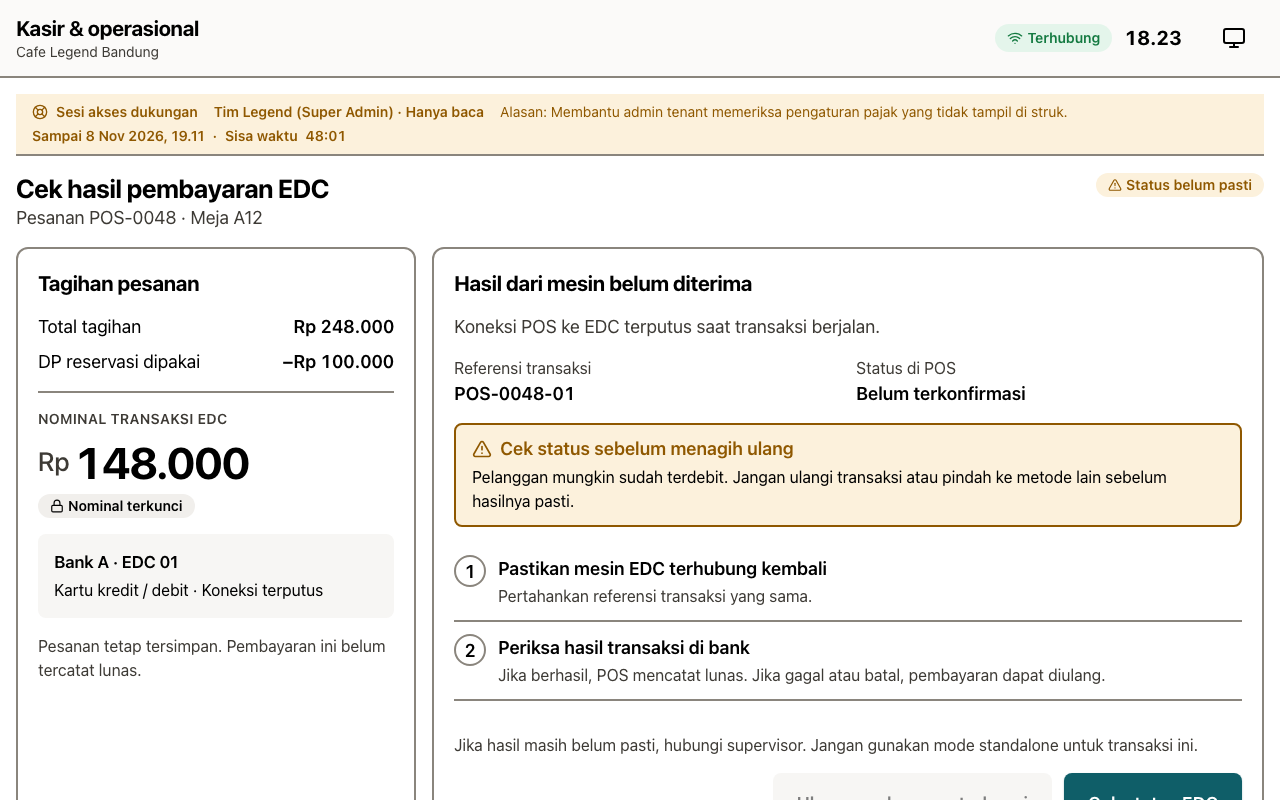 Kasir & operasional
Cafe Legend Bandung
Terhubung
18.23
Sesi akses dukungan Tim Legend (Super Admin) · Hanya baca Alasan: Membantu admin tenant memeriksa pengaturan pajak yang tidak tampil di struk.
Sampai 8 Nov 2026, 19.11 · Sisa waktu 48:01
Cek hasil pembayaran EDC
Status belum pasti
Pesanan POS-0048 · Meja A12
Tagihan pesanan
Total tagihan Rp 248.000
DP reservasi dipakai −Rp 100.000
NOMINAL TRANSAKSI EDC
Rp 148.000
Nominal terkunci
Bank A · EDC 01
Kartu kredit / debit · Koneksi terputus
Pesanan tetap tersimpan. Pembayaran ini belum
tercatat lunas.
Hasil dari mesin belum diterima
Koneksi POS ke EDC terputus saat transaksi berjalan.
Referensi transaksi
POS-0048-01
Status di POS
Belum terkonfirmasi
Cek status sebelum menagih ulang
Pelanggan mungkin sudah terdebit. Jangan ulangi transaksi atau pindah ke metode lain sebelum
hasilnya pasti.
1 Pastikan mesin EDC terhubung kembali
Pertahankan referensi transaksi yang sama.
2 Periksa hasil transaksi di bank
Jika berhasil, POS mencatat lunas. Jika gagal atau batal, pembayaran dapat diulang.
Jika hasil masih belum pasti, hubungi supervisor. Jangan gunakan mode standalone untuk transaksi ini.